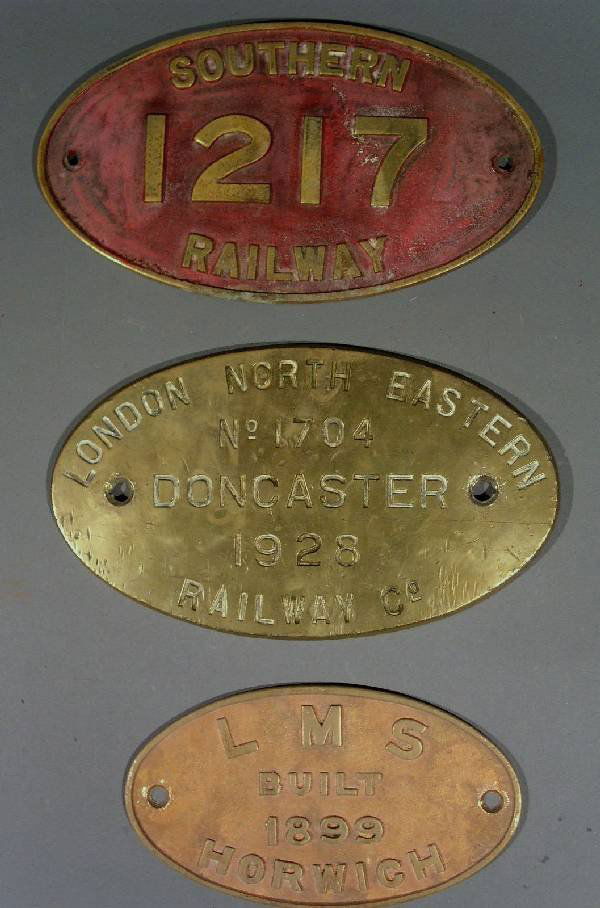 SOUTHERN
1217
RAILWAY
LONDON NORTH EASTERN
Nº 1704
DONCASTER
1928
RAILWAY Cº
L M S
BUILT
1899
HORWICH